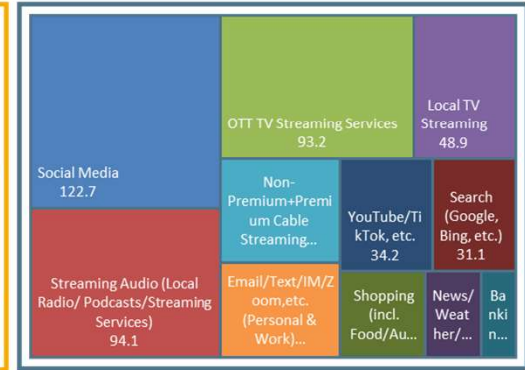 Social Media
122.7
Streaming Audio (Local
Radio/ Podcasts/Streaming
Services)
94.1
OTT TV Streaming Services
93.2
Local TV
Streaming
48.9
Non-
Premium+Premi
um Cable
Streaming...
Email/Text/IM/Z
oom,etc.
(Personal &
Work)...
YouTube/Ti
kTok, etc.
34.2
Search
(Google,
Bing, etc.)
31.1
Shopping
(incl.
Food/Au...
News/
Weat
her/...
Ba
nki
n...